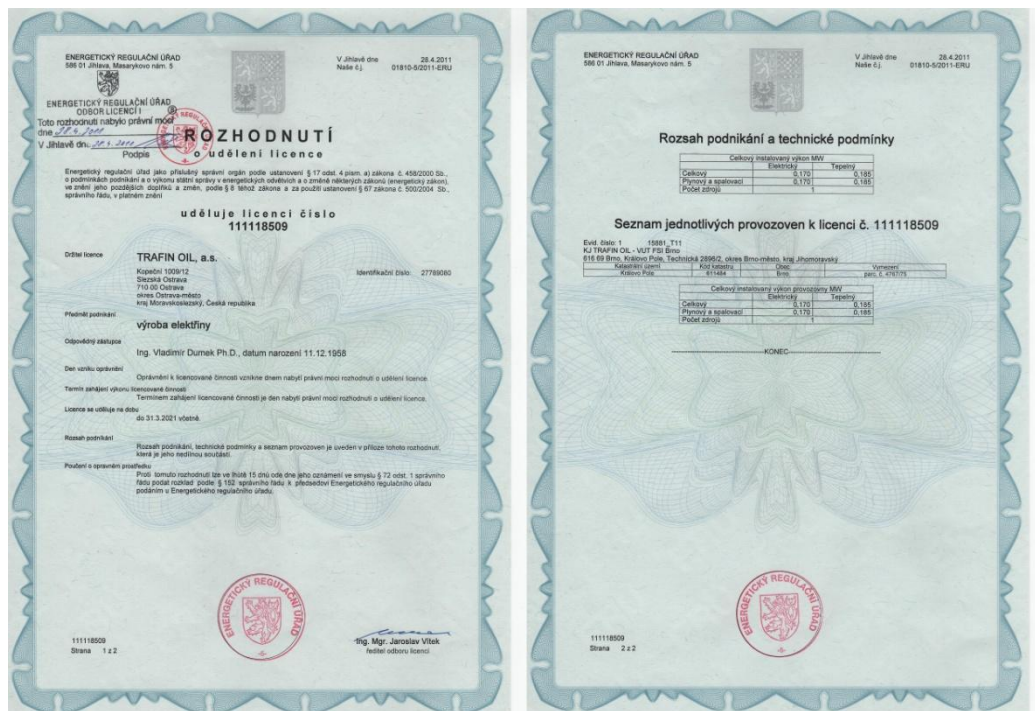 ENERGETICKÝ REGULAČNÍ ÚŘAD
586 01 Jihlava, Masarykovo nám. 5
V Jihlavě dne 28.4.2011
Naše č.j. 01810-5/2011-ERU
ENERGETICKÝ REGULAČNÍ ÚŘAD
ODBOR LICENCÍ I
Toto rozhodnutí nabylo právní moci
dne 28.4.2011
V Jihlavě dne 28.4.2011
Podpis
ROZHODNUTÍ
o udělení licence
Energetický regulační úřad jako příslušný správní orgán podle ustanovení § 17 odst. 4 písm. a) zákona č. 458/2000 Sb.,
o podmínkách podnikání a o výkonu státní správy v energetických odvětvích a o změně některých zákonů (energetický zákon),
ve znění jeho pozdějších doplňků a změn, podle § 8 téhož zákona a za použití ustanovení § 67 zákona č. 500/2004 Sb.,
správního řádu, v platném znění
uděluje licenci číslo
111118509
Držitel licence
TRAFIN OIL, a.s.
Kopeční 1009/12
Slezská Ostrava
710 00 Ostrava
okres Ostrava-město
kraj Moravskoslezský, Česká republika
Identifikační číslo: 27789080
Předmět podnikání
výroba elektřiny
Odpovědný zástupce
Ing. Vladimír Dumek Ph.D., datum narození 11.12.1958
Den vzniku oprávnění
Oprávnění k licencované činnosti vznikne dnem nabytí právní moci rozhodnutí o udělení licence.
Termín zahájení výkonu licencované činnosti
Termínem zahájení licencované činnosti je den nabytí právní moci rozhodnutí o udělení licence.
Licence se uděluje na dobu
do 31.3.2021 včetně.
Rozsah podnikání
Rozsah podnikání, technické podmínky a seznam provozoven je uveden v příloze tohoto rozhodnutí,
která je jeho nedílnou součástí.
Poučení o opravném prostředku
Proti tomuto rozhodnutí lze ve lhůtě 15 dnů ode dne jeho oznámení ve smyslu § 72 odst. 1 správního
řádu podat rozklad podle § 152 správního řádu k předsedovi Energetického regulačního úřadu
podáním u Energetického regulačního úřadu.
ENERGETICKÝ REGULAČNÍ ÚŘAD
111118509
Strana 1 z 2
Ing. Mgr. Jaroslav Vítek
ředitel odboru licencí
ENERGETICKÝ REGULAČNÍ ÚŘAD
586 01 Jihlava, Masarykovo nám. 5
V Jihlavě dne 28.4.2011
Naše č.j. 01810-5/2011-ERU
Rozsah podnikání a technické podmínky
Celkový instalovaný výkon MW
Elektrický Tepelný
Celkový 0,170 0,185
Plynový a spalovací 0,170 0,185
Počet zdrojů 1
Seznam jednotlivých provozoven k licenci č. 111118509
Evid. číslo: 1 15881_T11
KJ TRAFIN OIL - VUT FSI Brno
616 69 Brno, Královo Pole, Technická 2896/2, okres Brno-město, kraj Jihomoravský
Katastrální území Kód katastru Obec Vymezení
Královo Pole 611484 Brno parc. č. 4767/75
Celkový instalovaný výkon provozovny MW
Elektrický Tepelný
Celkový 0,170 0,185
Plynový a spalovací 0,170 0,185
Počet zdrojů 1
KONEC
ENERGETICKÝ REGULAČNÍ ÚŘAD
111118509
Strana 2 z 2